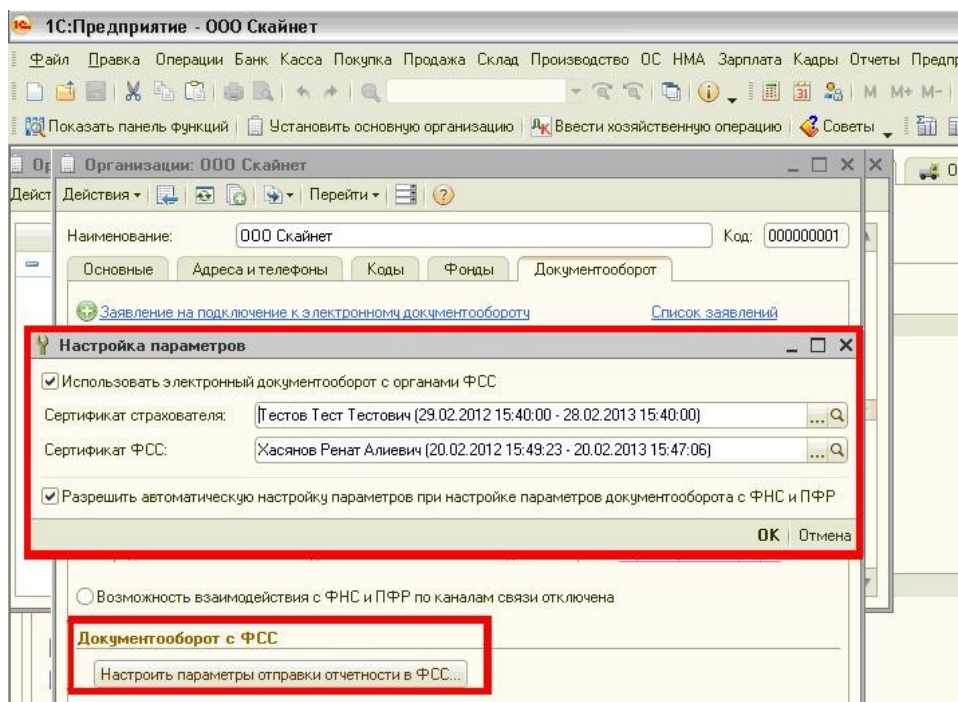 1С:Предприятие - ООО Скайнет
Файл Правка Операции Банк Касса Покупка Продажа Склад Производство ОС НМА Зарплата Кадры Отчеты Предпр
M M+ M-
Показать панель функций Установить основную организацию Ввести хозяйственную операцию Советы
Ор Организации: ООО Скайнет О
Дейст Действия Перейти
Наименование: ООО Скайнет Код: 000000001
Основные Адреса и телефоны Коды Фонды Документооборот
Заявление на подключение к электронному документообороту Список заявлений
Настройка параметров
Использовать электронный документооборот с органами ФСС
Сертификат страхователя: Тестов Тест Тестович (29.02.2012 15:40:00 - 28.02.2013 15:40:00) ...
Сертификат ФСС: Хасянов Ренат Алиевич (20.02.2012 15:49:23 - 20.02.2013 15:47:06) ...
Разрешить автоматическую настройку параметров при настройке параметров документооборота с ФНС и ПФР
OK Отмена
Возможность взаимодействия с ФНС и ПФР по каналам связи отключена
Документооборот с ФСС
Настроить параметры отправки отчетности в ФСС...